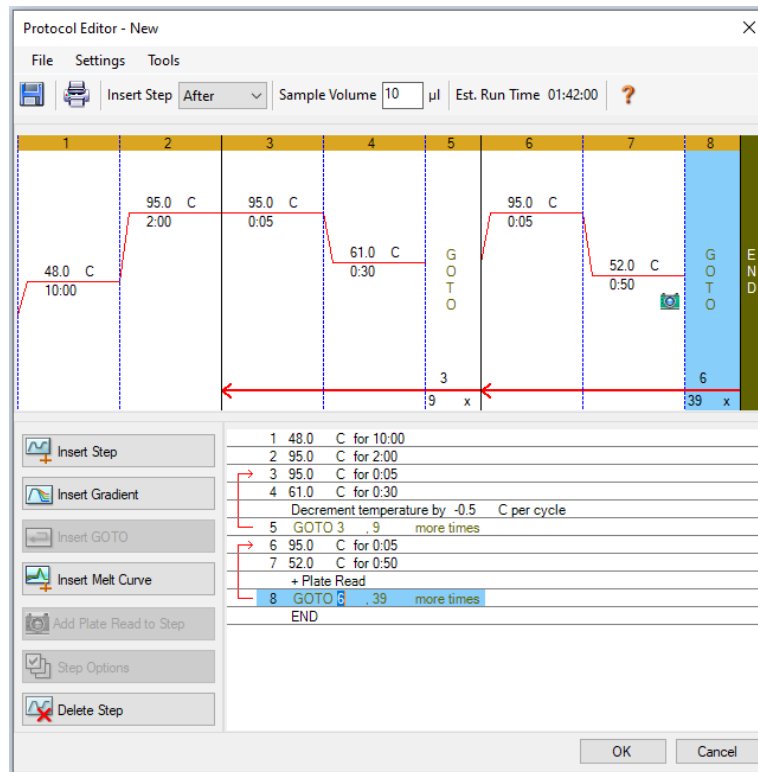 Protocol Editor - New
File Settings Tools
Insert Step After Sample Volume 10 µl Est. Run Time 01:42:00 ?
1 2 3 4 5 6 7 8
95.0 C 95.0 C 95.0 C
2:00 0:05 0:05
61.0 C
0:30
48.0 C
10:00
52.0 C
0:50
GOTO
GOTO
END
3 6
9 x 39 x
Insert Step
Insert Gradient
Insert GOTO
Insert Melt Curve
Add Plate Read to Step
Step Options
Delete Step
1 48.0 C for 10:00
2 95.0 C for 2:00
3 95.0 C for 0:05
4 61.0 C for 0:30
Decrement temperature by -0.5 C per cycle
5 GOTO 3 , 9 more times
6 95.0 C for 0:05
7 52.0 C for 0:50
+ Plate Read
8 GOTO 6 , 39 more times
END
OK Cancel